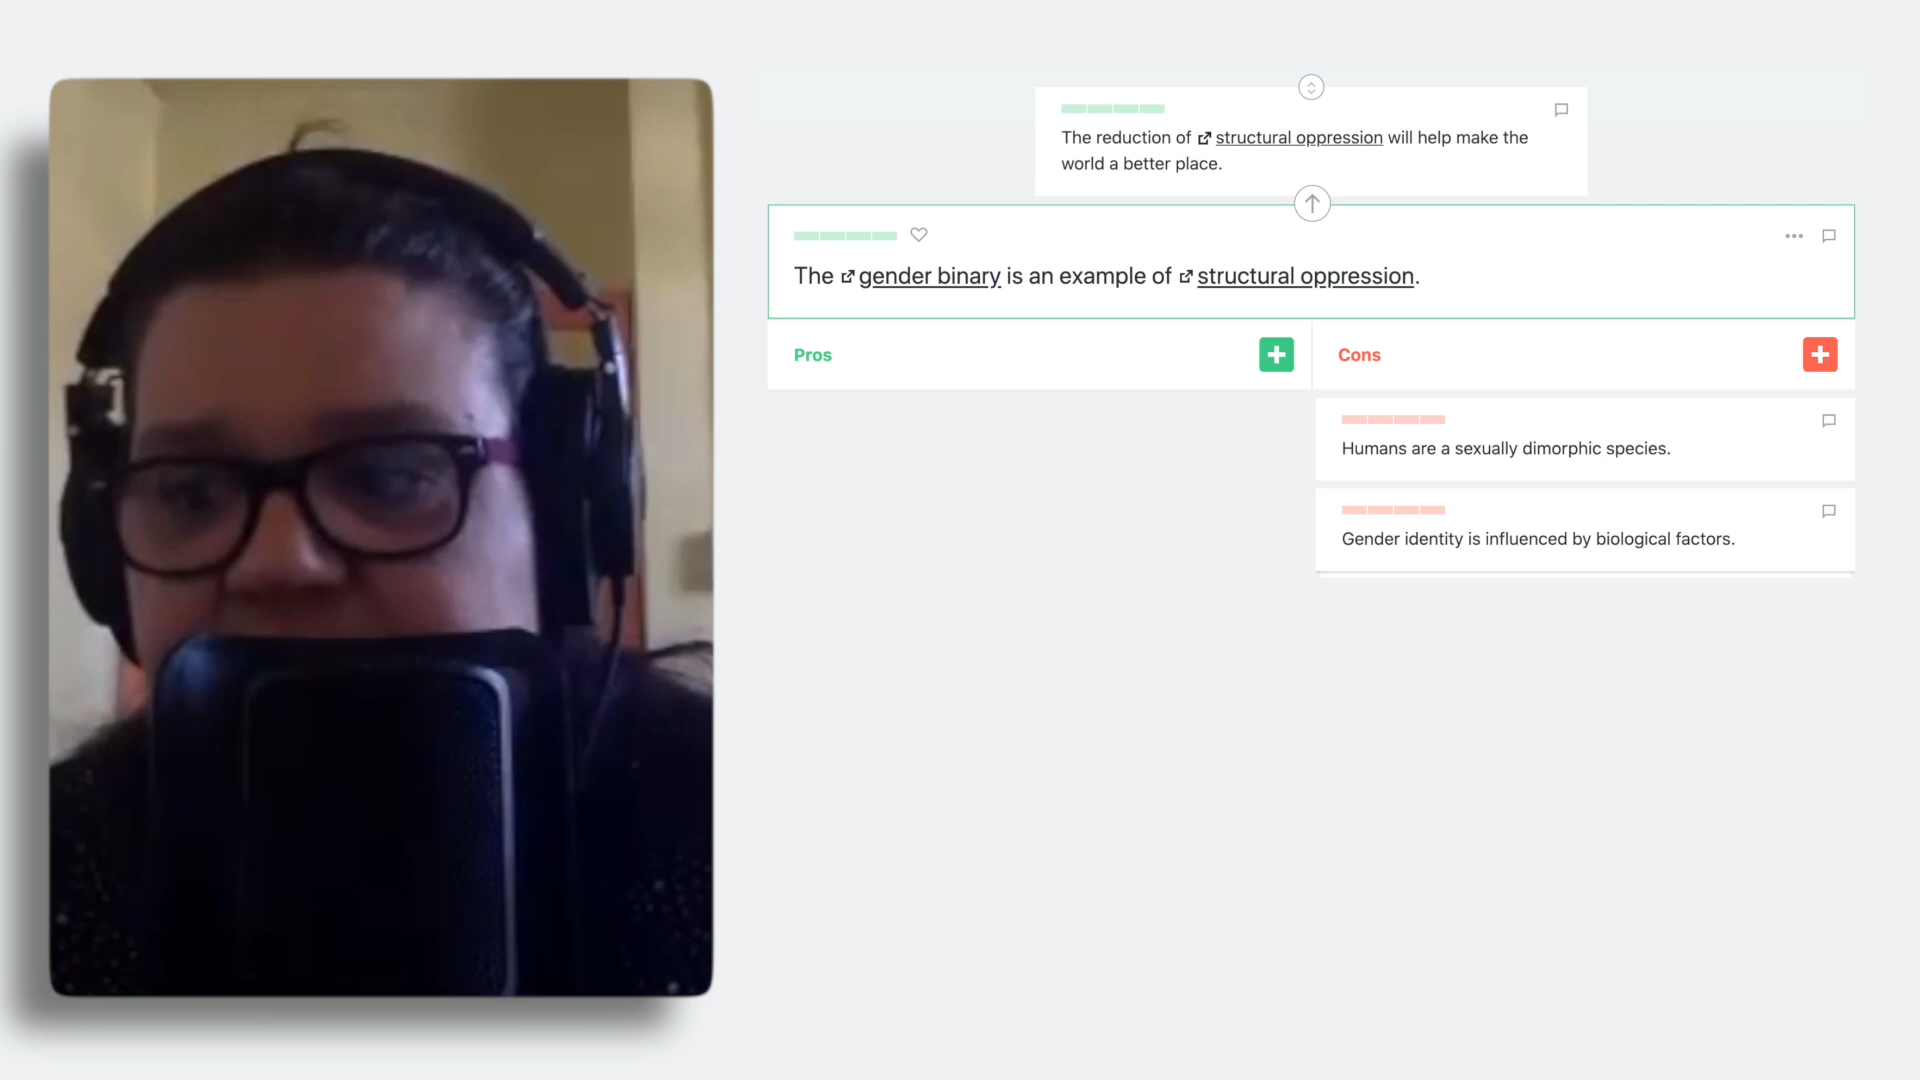 The reduction of structural oppression will help make the
world a better place.
The gender binary is an example of structural oppression.
Pros
Cons
Humans are a sexually dimorphic species.
Gender identity is influenced by biological factors.